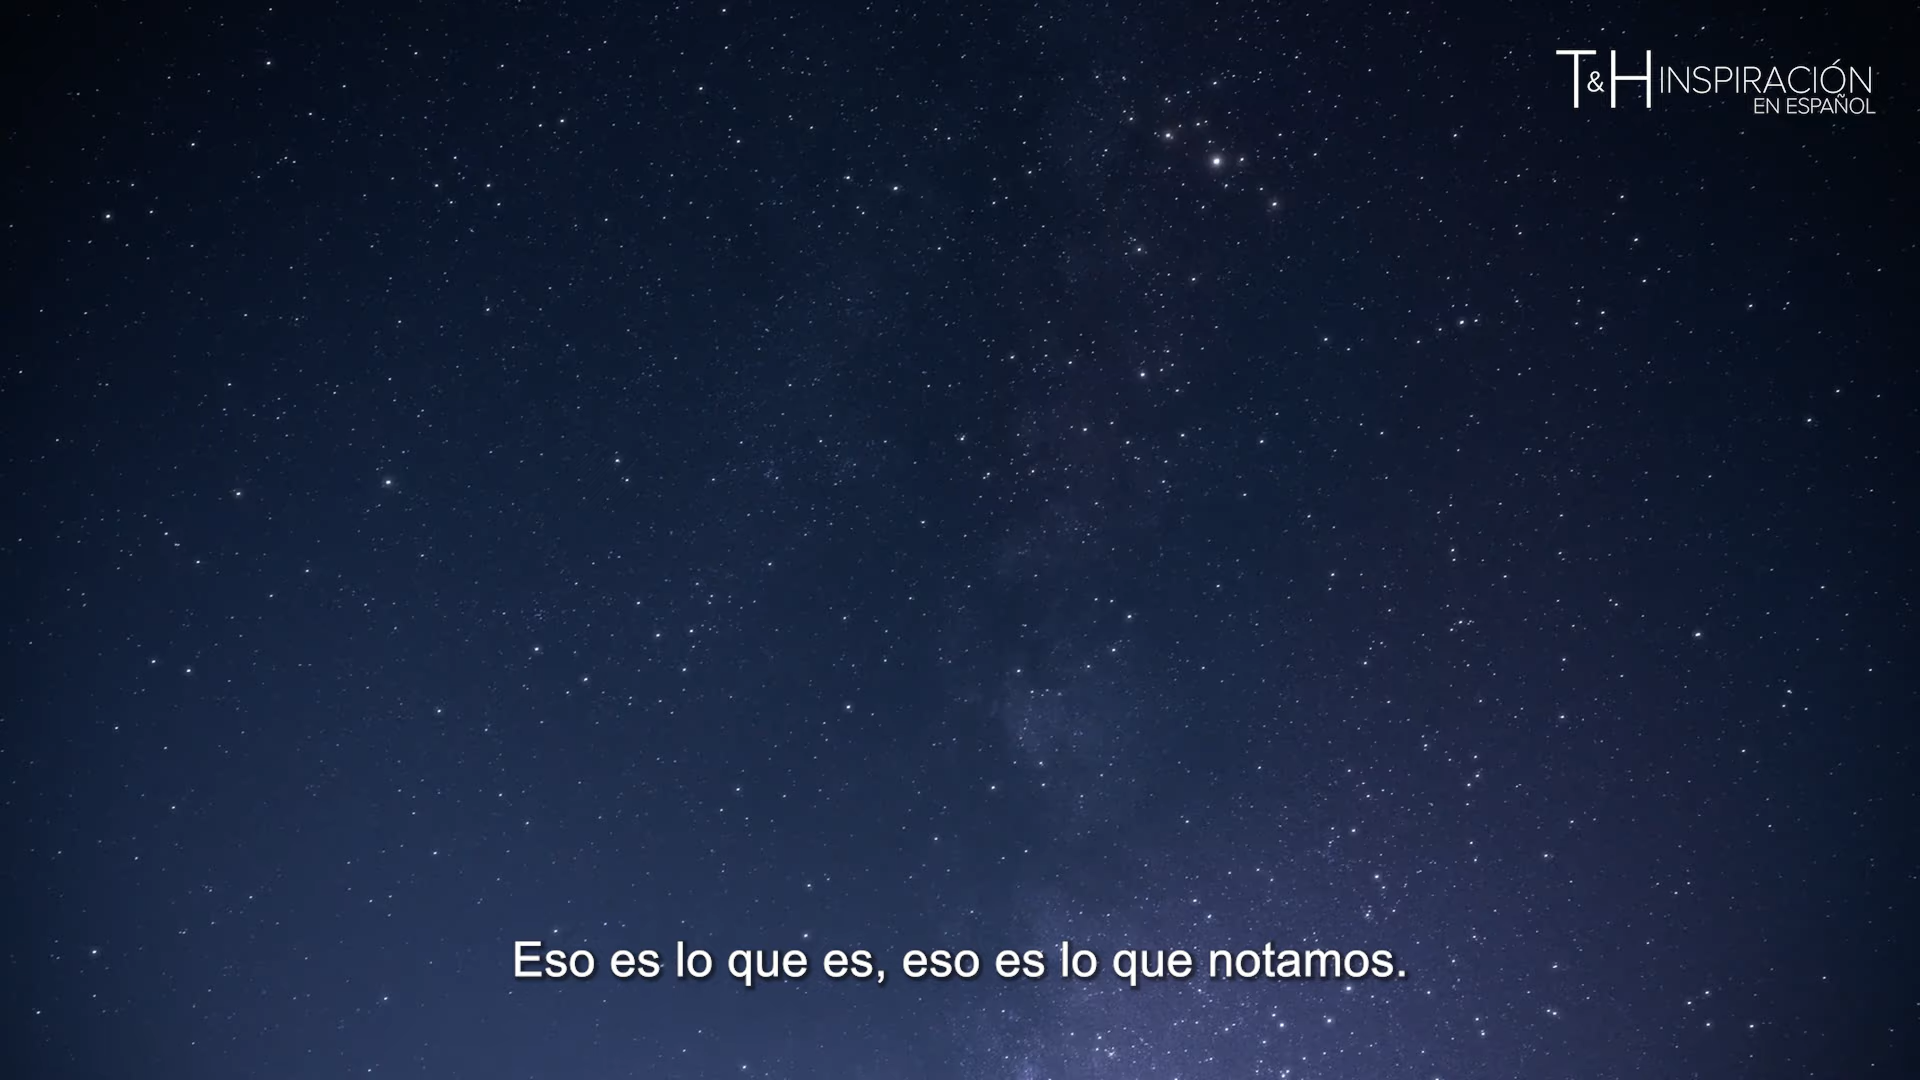 T&H INSPIRACIÓN
EN ESPAÑOL
Eso es lo que es, eso es lo que notamos.